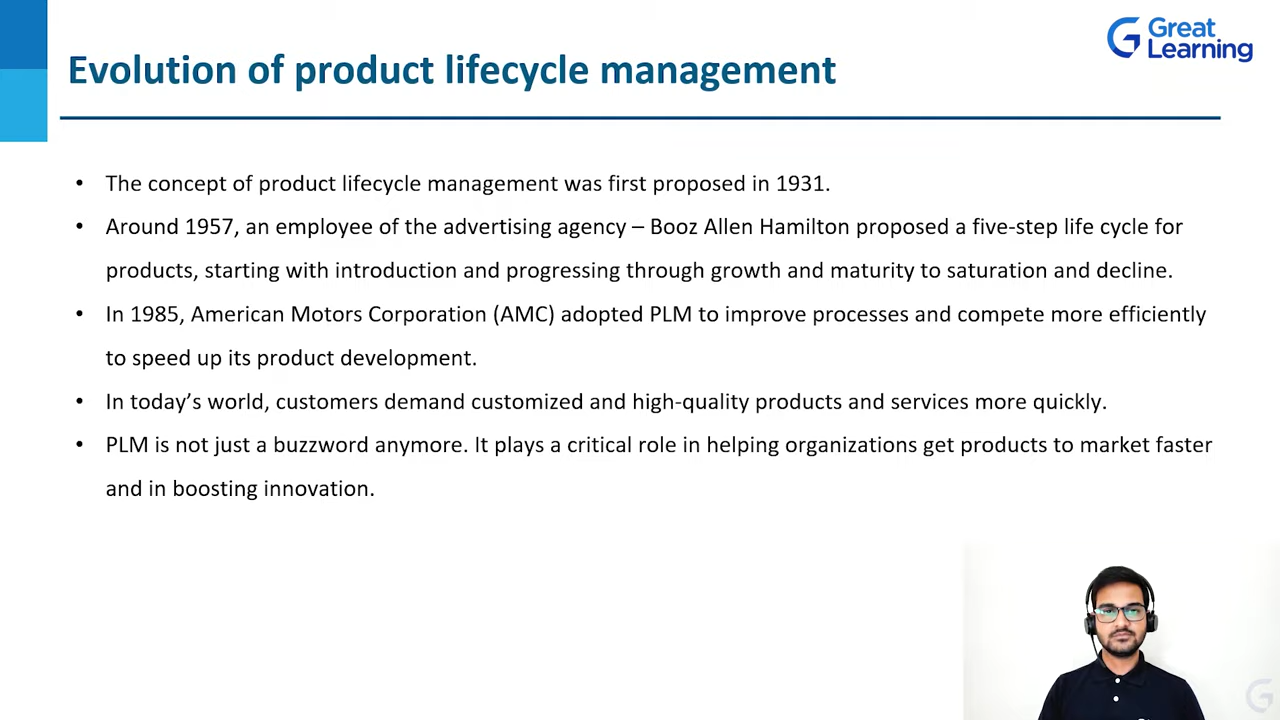 Great
Learning
Evolution of product lifecycle management
• The concept of product lifecycle management was first proposed in 1931.
• Around 1957, an employee of the advertising agency – Booz Allen Hamilton proposed a five-step life cycle for
products, starting with introduction and progressing through growth and maturity to saturation and decline.
• In 1985, American Motors Corporation (AMC) adopted PLM to improve processes and compete more efficiently
to speed up its product development.
• In today’s world, customers demand customized and high-quality products and services more quickly.
• PLM is not just a buzzword anymore. It plays a critical role in helping organizations get products to market faster
and in boosting innovation.